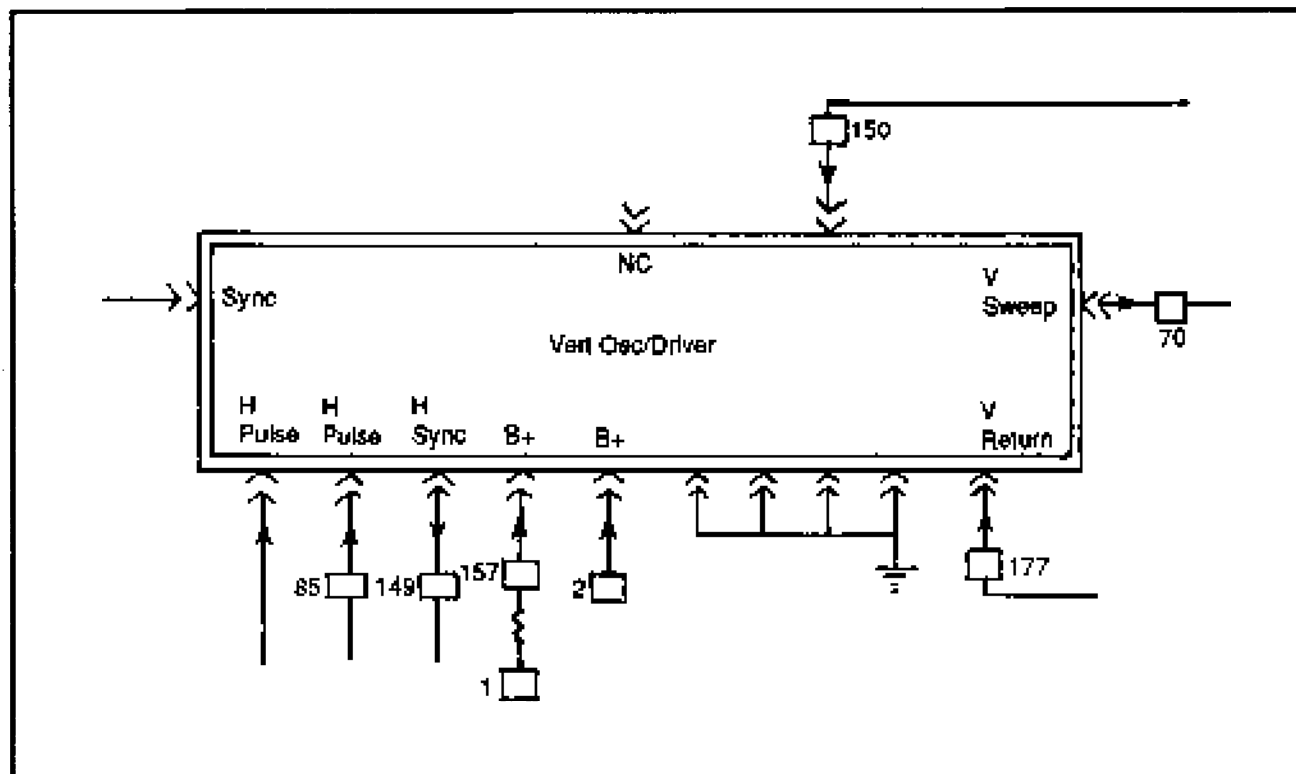 150
NC
Sync
V
Sweep
70
Vert Osc/Driver
H
Pulse
H
Pulse
H
Sync
B+
B+
V
Return
85
149
157
2
177
1